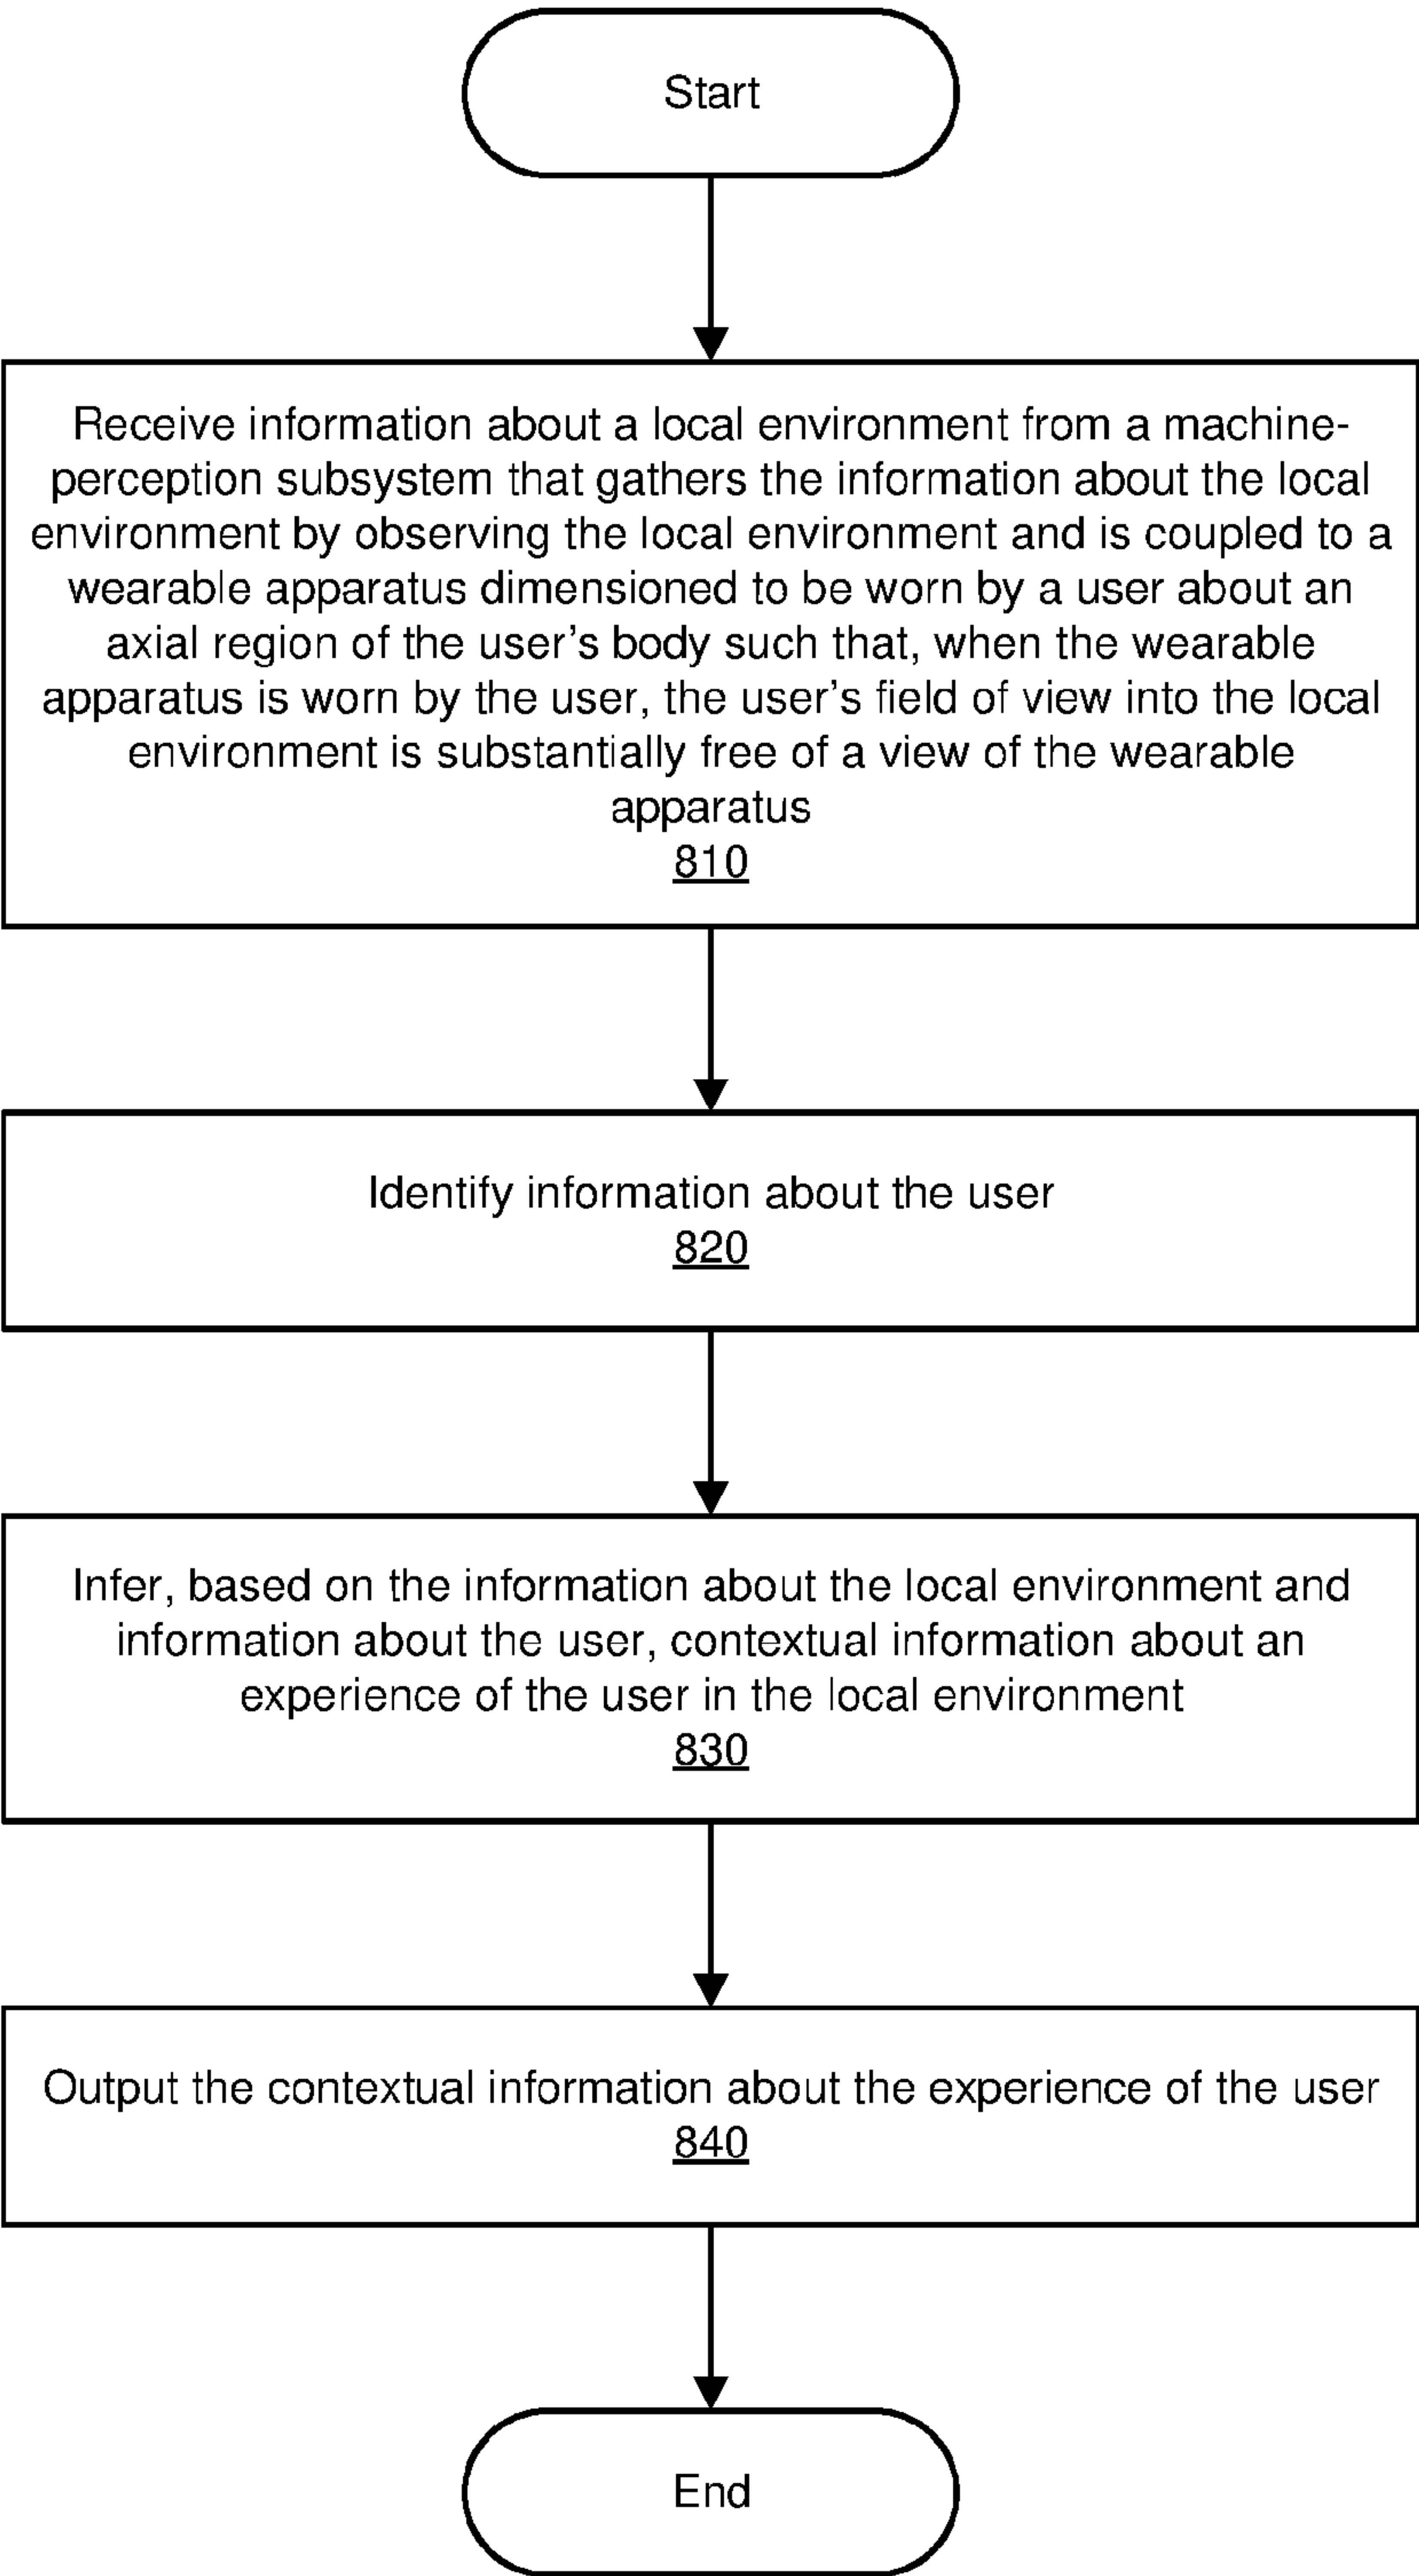 Start
Receive information about a local environment from a machine-
perception subsystem that gathers the information about the local
environment by observing the local environment and is coupled to a
wearable apparatus dimensioned to be worn by a user about an
axial region of the user’s body such that, when the wearable
apparatus is worn by the user, the user’s field of view into the local
environment is substantially free of a view of the wearable
apparatus
810
Identify information about the user
820
Infer, based on the information about the local environment and
information about the user, contextual information about an
experience of the user in the local environment
830
Output the contextual information about the experience of the user
840
End